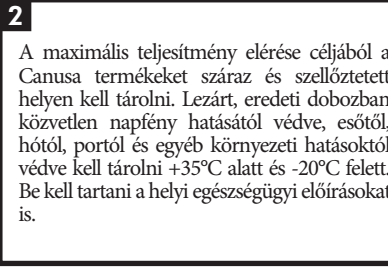 2
A maximális teljesítmény elérése céljából a
Canusa termékeket száraz és szellőztetett
helyen kell tárolni. Lezárt, eredeti dobozban
közvetlen napfény hatásától védve, esőtől,
hótól, portól és egyéb környezeti hatásoktól
védve kell tárolni +35°C alatt és -20°C felett.
Be kell tartani a helyi egészségügyi előírásokat
is.